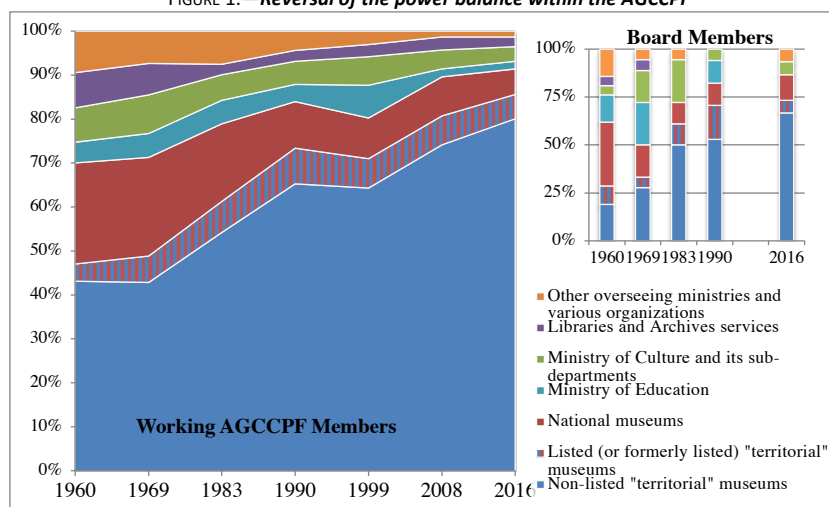 FIGURE 1.—Reversal of the power balance within the AGCCPF
100%
90%
80%
70%
60%
50%
40%
30%
20%
10%
0%
Working AGCCPF Members
1960 1969 1983 1990 1999 2008 2016
Board Members
100%
75%
50%
25%
0%
1960 1969 1983 1990 2016
Other overseeing ministries and
various organizations
Libraries and Archives services
Ministry of Culture and its sub-
departments
Ministry of Education
National museums
Listed (or formerly listed) "territorial"
museums
Non-listed "territorial" museums